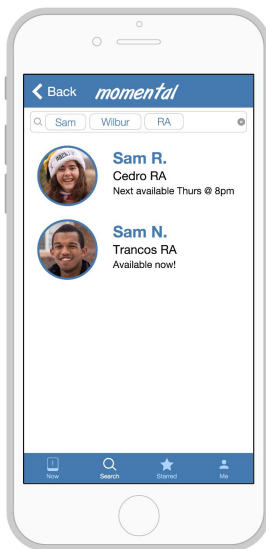 Back momental
Sam Wilbur RA
Sam R.
Cedro RA
Next available Thurs @ 8pm
Sam N.
Trancos RA
Available now!
Now Search Starred Me